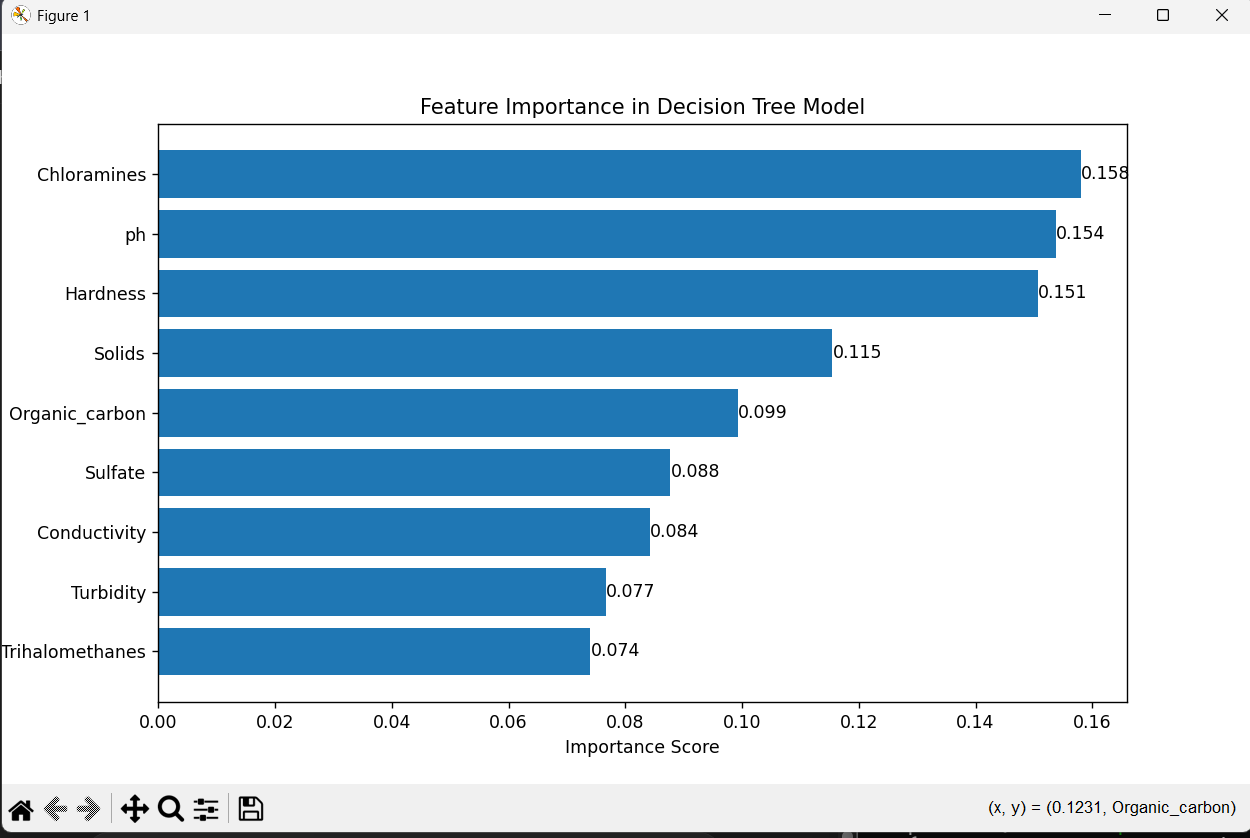 Figure 1
Feature Importance in Decision Tree Model
Chloramines 0.158
ph 0.154
Hardness 0.151
Solids 0.115
Organic_carbon 0.099
Sulfate 0.088
Conductivity 0.084
Turbidity 0.077
Trihalomethanes 0.074
0.00 0.02 0.04 0.06 0.08 0.10 0.12 0.14 0.16
Importance Score
(x, y) = (0.1231, Organic_carbon)